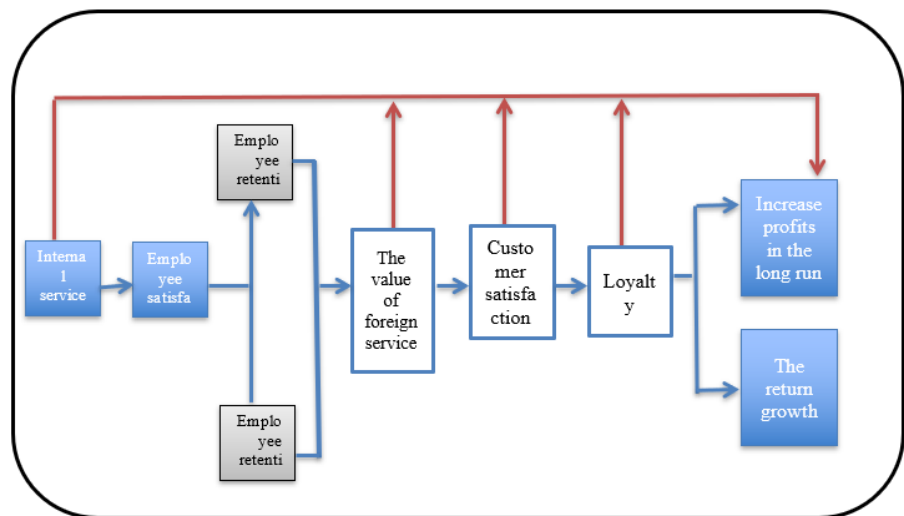 Emplo
yee
retenti
Interna
l
service
Emplo
yee
satisfa
The
value
of
foreign
service
Custo
mer
satisfa
ction
Loyalt
y
Increase
profits
in the
long run
Emplo
yee
retenti
The
return
growth